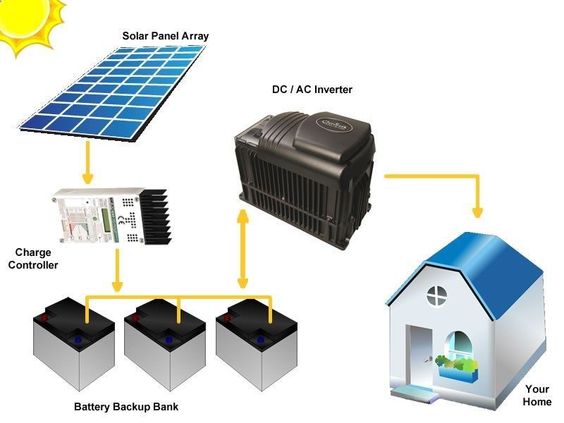 Solar Panel Array
DC / AC Inverter
Charge
Controller
Battery Backup Bank
Your
Home